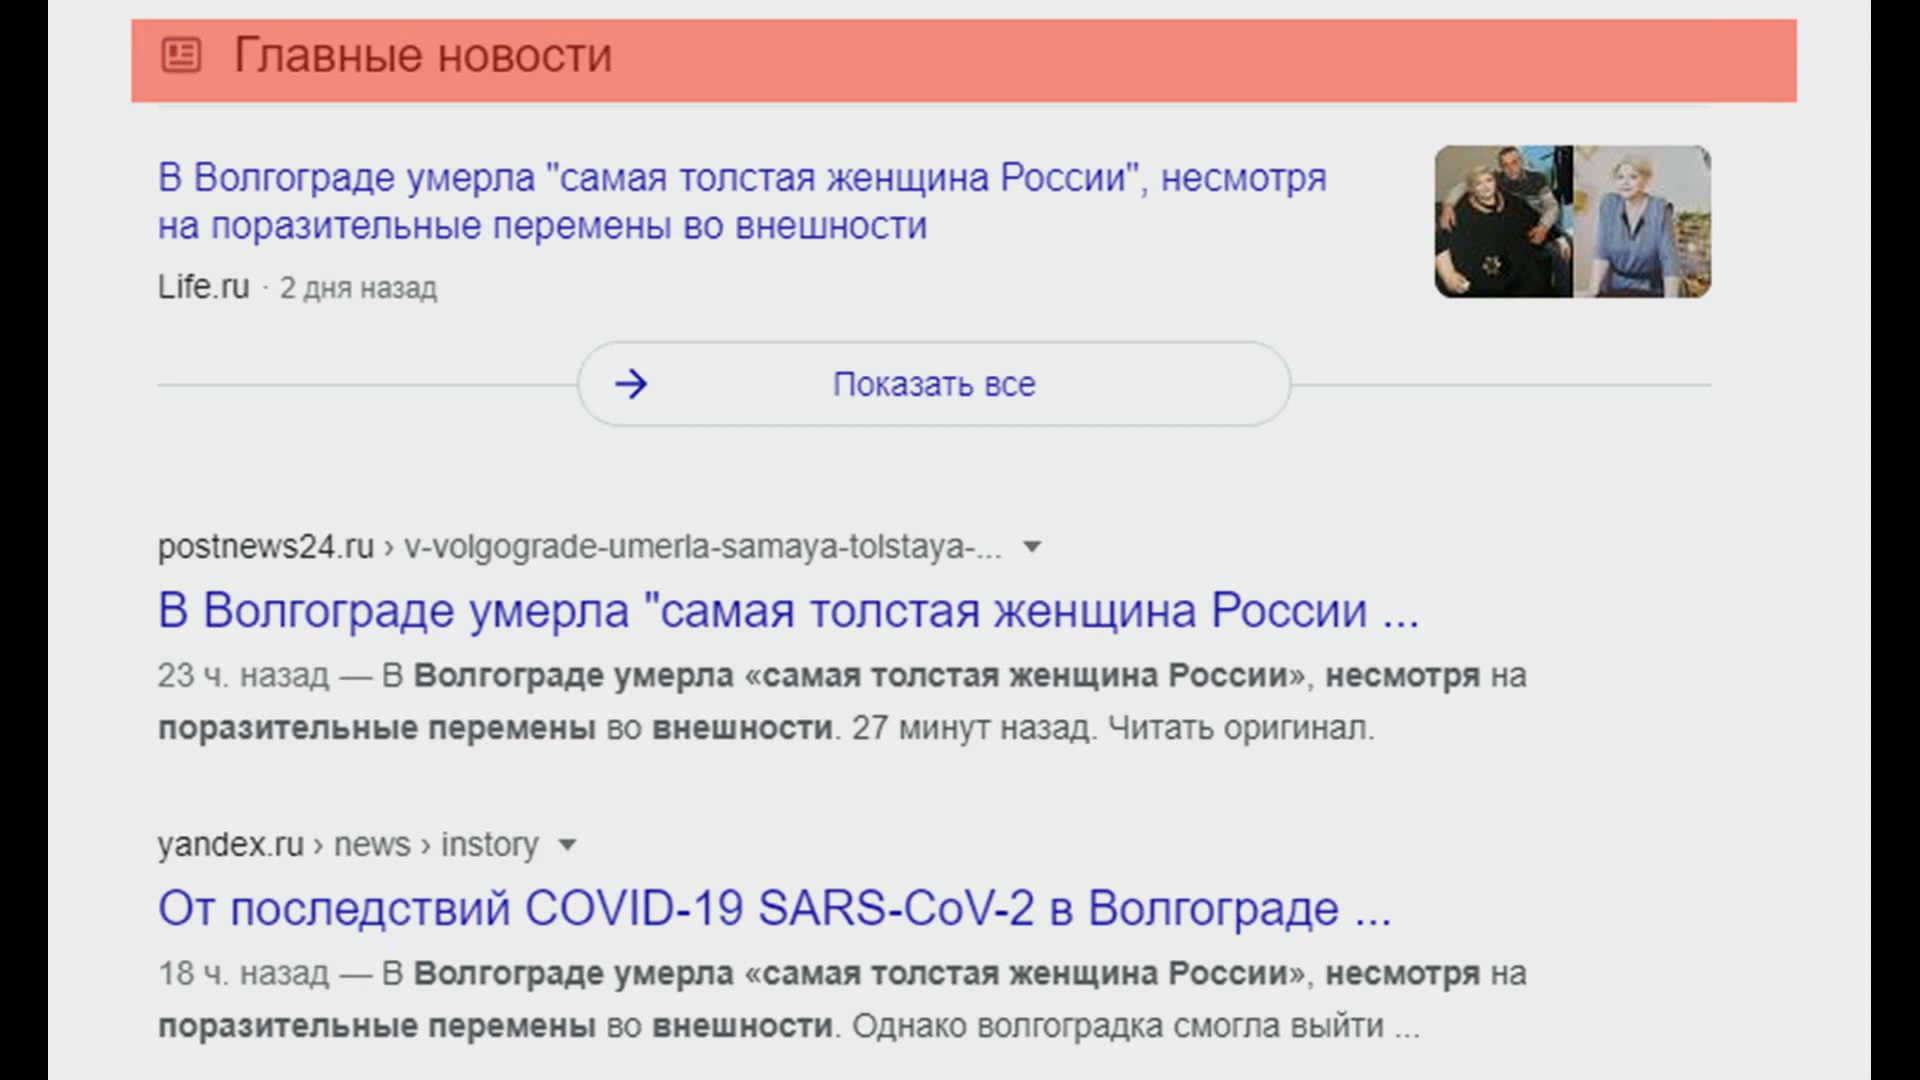 Главные новости
В Волгограде умерла "самая толстая женщина России", несмотря
на поразительные перемены во внешности
Life.ru · 2 дня назад
Показать все
postnews24.ru › v-volgograde-umerla-samaya-tolstaya-...
В Волгограде умерла "самая толстая женщина России ...
23 ч. назад — В Волгограде умерла «самая толстая женщина России», несмотря на
поразительные перемены во внешности. 27 минут назад. Читать оригинал.
yandex.ru › news › instory
От последствий COVID-19 SARS-CoV-2 в Волгограде ...
18 ч. назад — В Волгограде умерла «самая толстая женщина России», несмотря на
поразительные перемены во внешности. Однако волгоградка смогла выйти ...